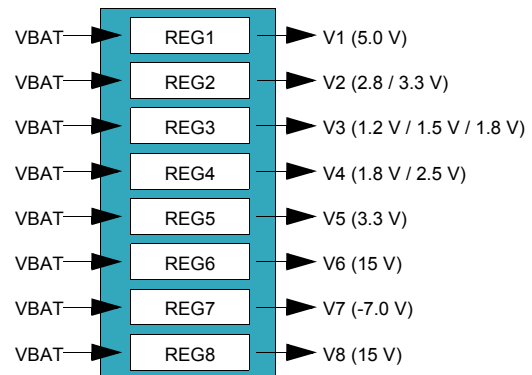 VBAT REG1 V1 (5.0 V)
VBAT REG2 V2 (2.8 / 3.3 V)
VBAT REG3 V3 (1.2 V / 1.5 V / 1.8 V)
VBAT REG4 V4 (1.8 V / 2.5 V)
VBAT REG5 V5 (3.3 V)
VBAT REG6 V6 (15 V)
VBAT REG7 V7 (-7.0 V)
VBAT REG8 V8 (15 V)